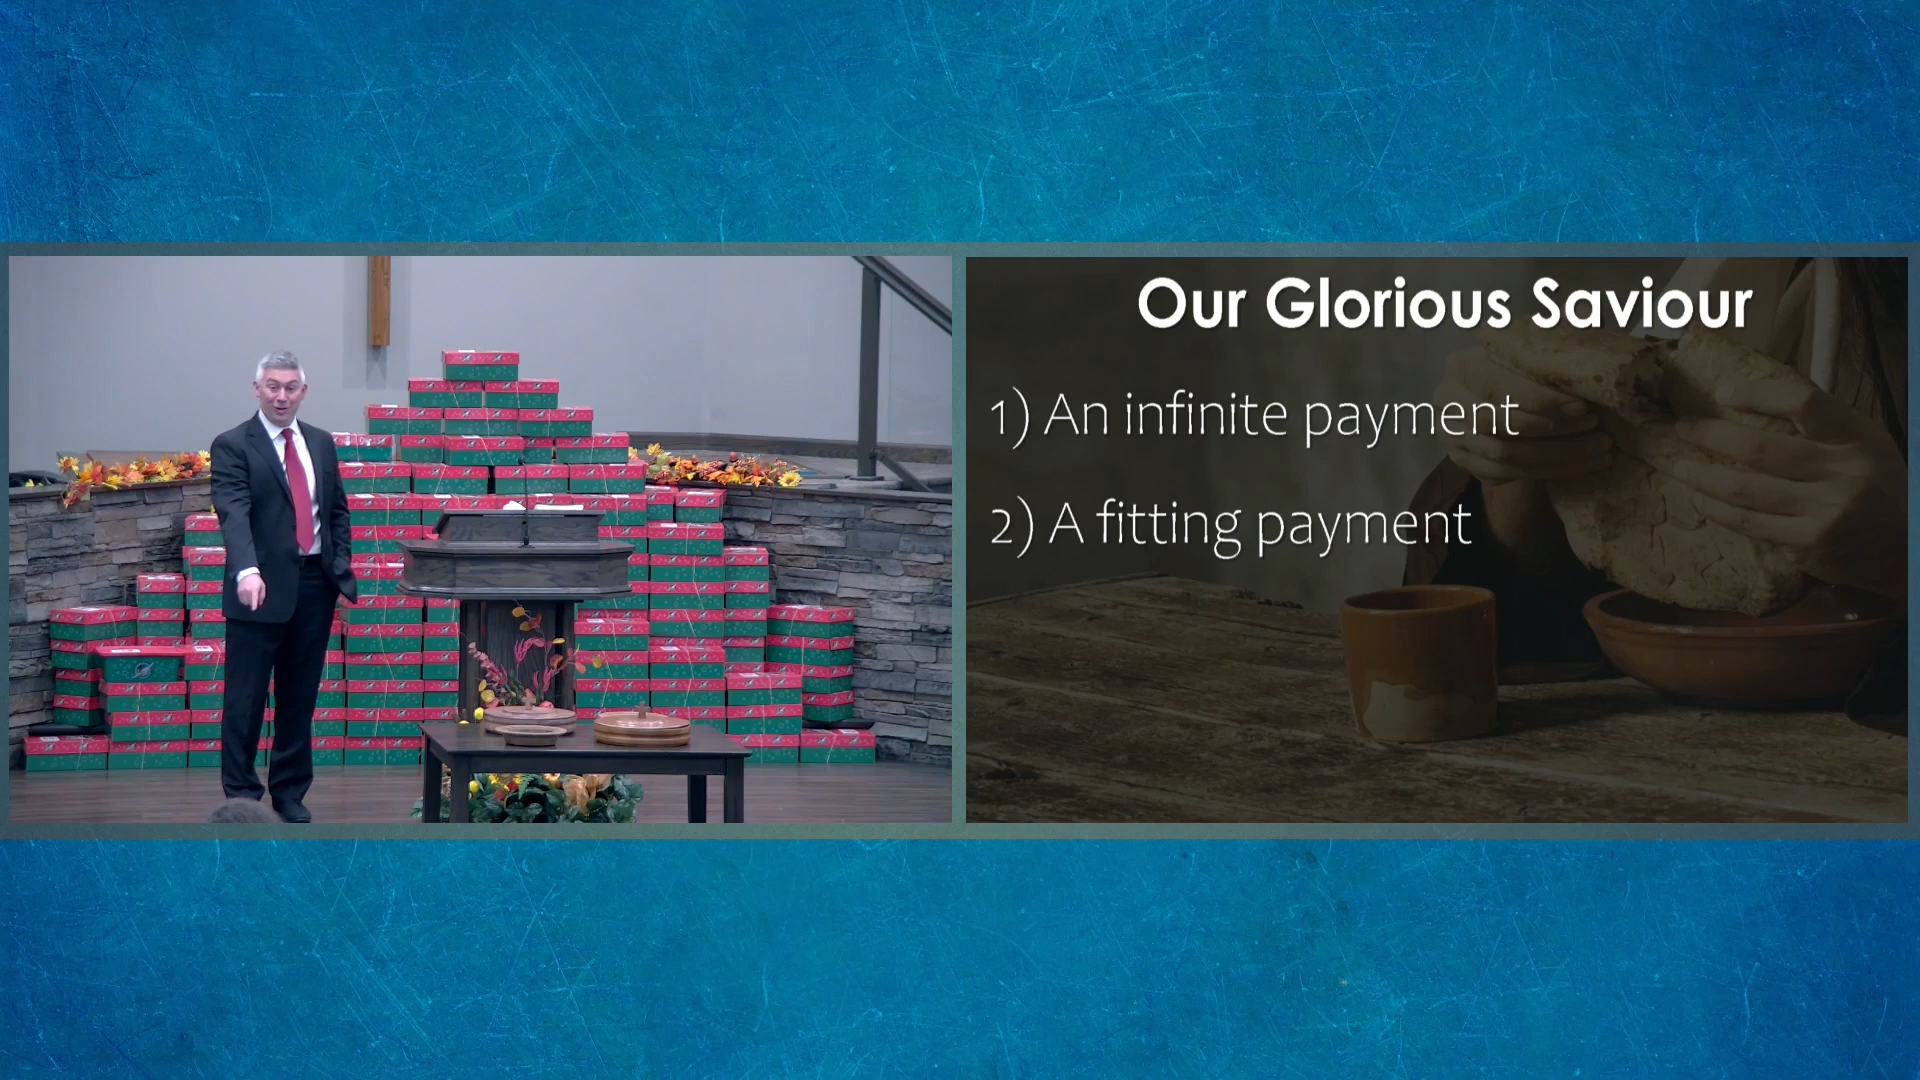 Our Glorious Saviour
1) An infinite payment
2) A fitting payment